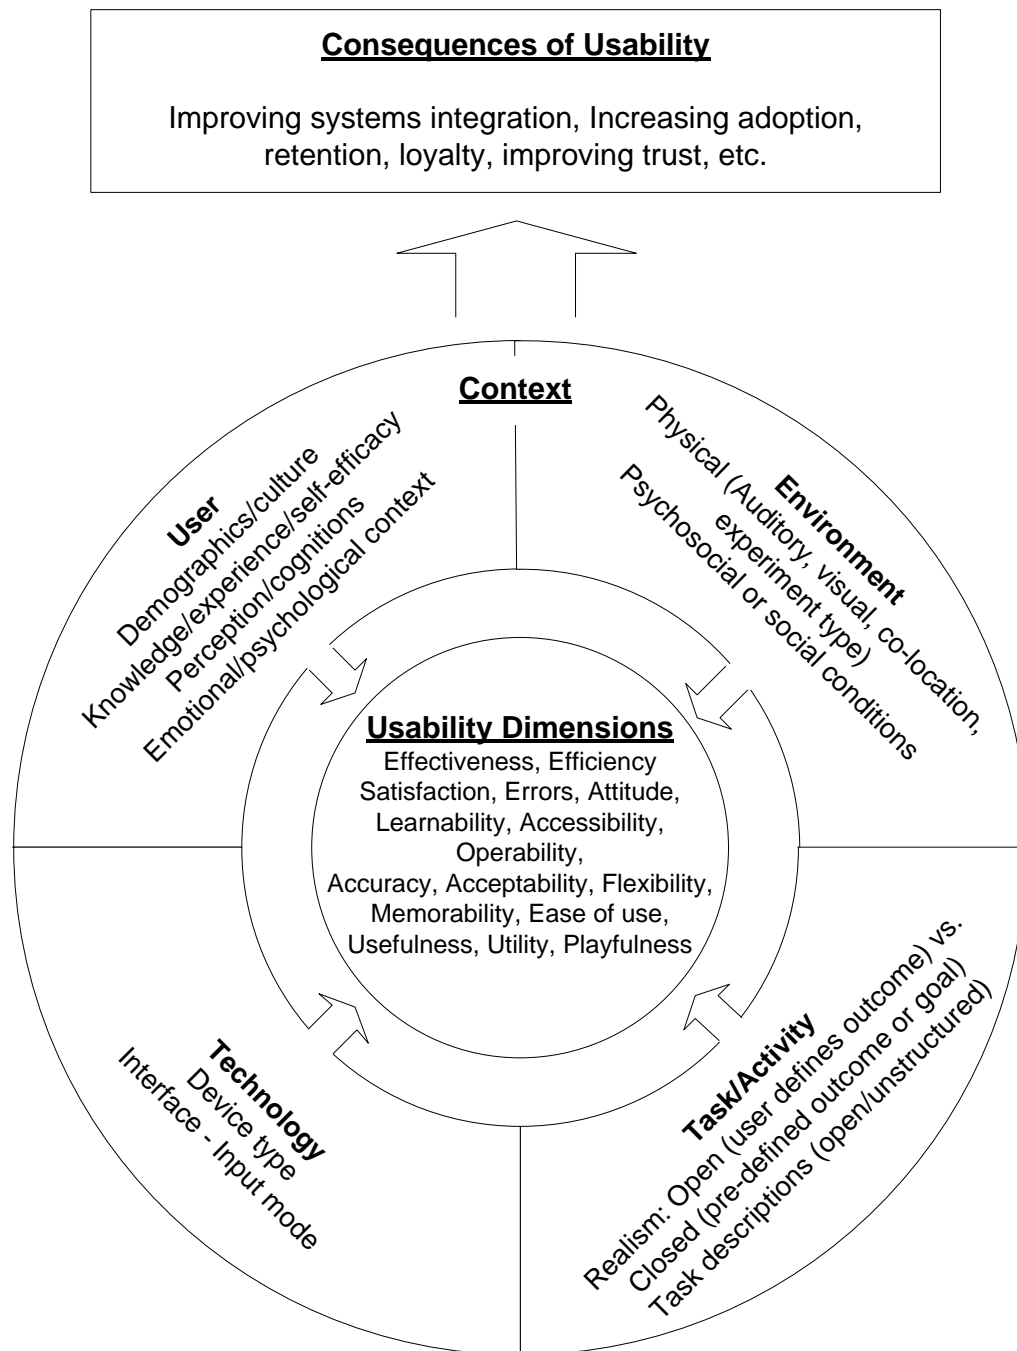 Consequences of Usability
Improving systems integration, Increasing adoption,
retention, loyalty, improving trust, etc.
Context
User
Demographics/culture
Knowledge/experience/self-efficacy
Perception/cognitions
Emotional/psychological context
Environment
Physical (Auditory, visual, co-location,
experiment type)
Psychosocial or social conditions
Usability Dimensions
Effectiveness, Efficiency
Satisfaction, Errors, Attitude,
Learnability, Accessibility,
Operability,
Accuracy, Acceptability, Flexibility,
Memorability, Ease of use,
Usefulness, Utility, Playfulness
Technology
Device type
Interface - Input mode
Task/Activity
Realism: Open (user defines outcome) vs.
Closed (pre-defined outcome or goal)
Task descriptions (open/unstructured)